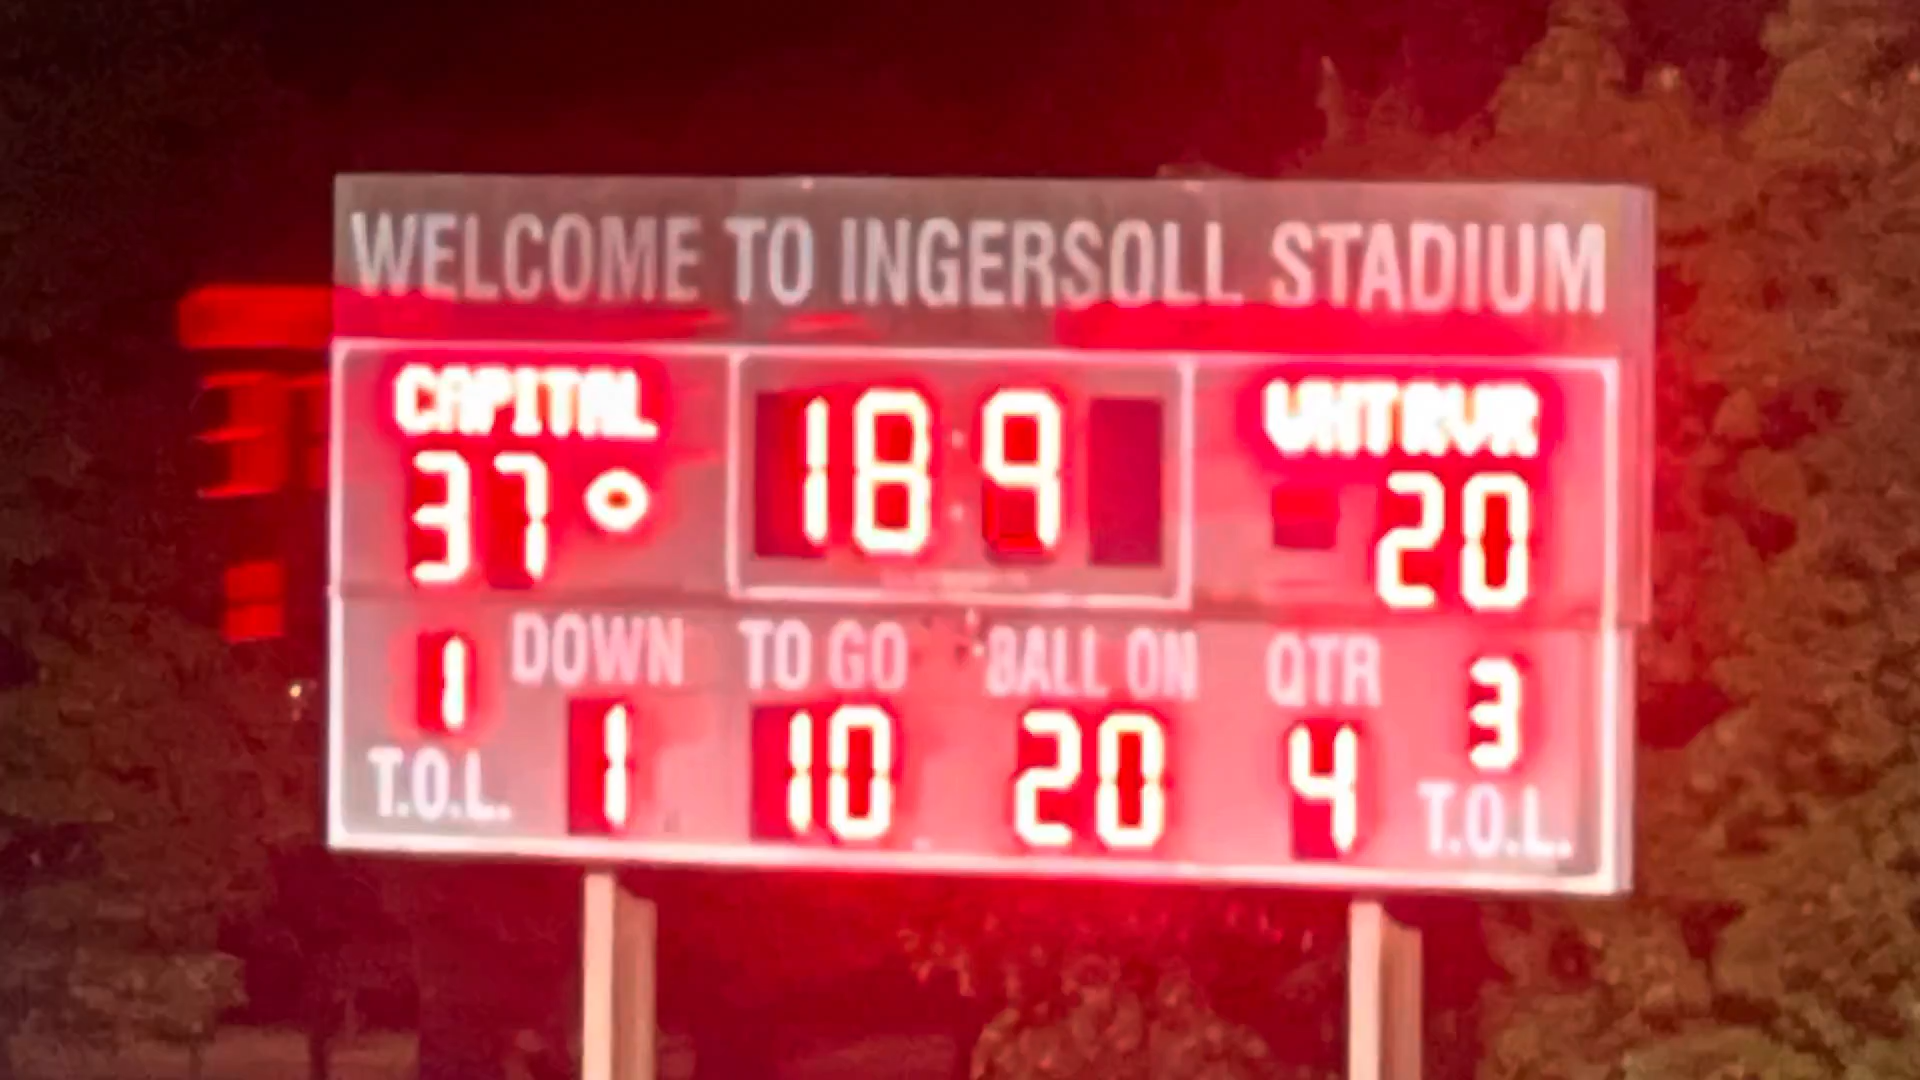 WELCOME TO INGERSOLL STADIUM
CAPITAL
18:9
37
20
DOWN
TO GO
BALL ON
QTR
1
3
1
10
20
4
T.O.L.
T.O.L.